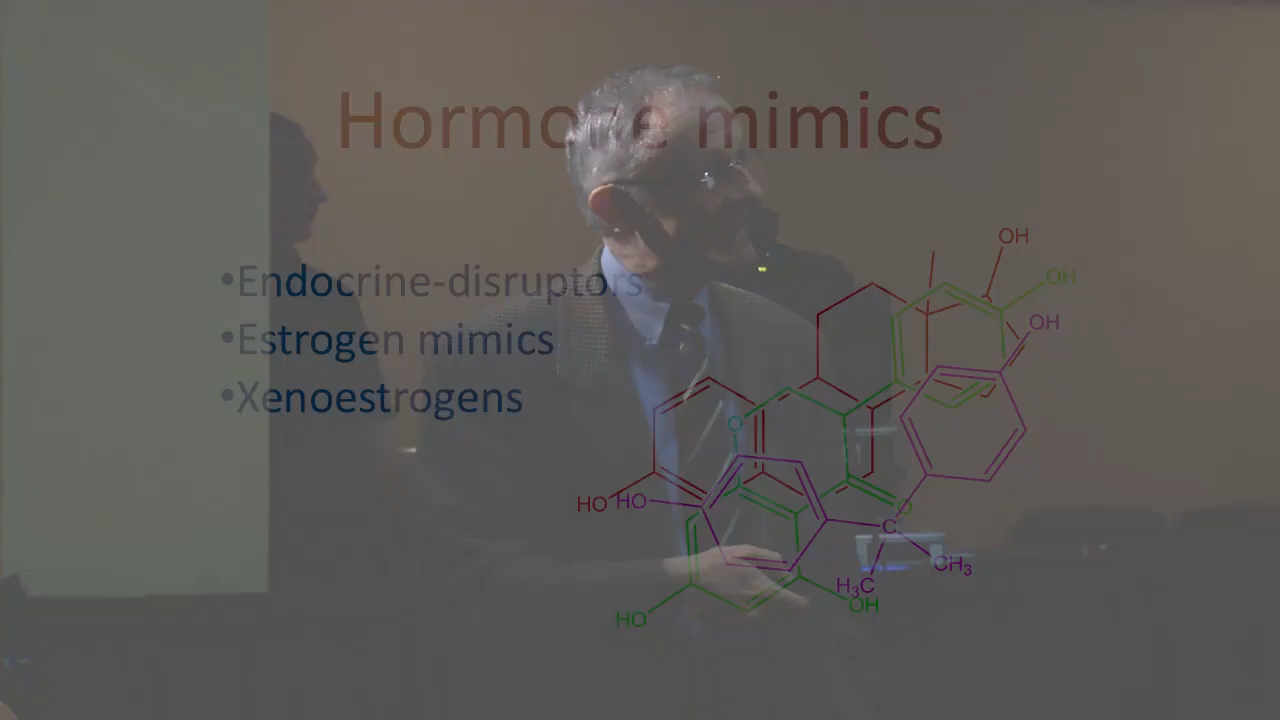 Hormone mimics
•Endocrine-disruptors
•Estrogen mimics
•Xenoestrogens
OH
OH
OH
O
HO
HO
O
C
CH₃
H₃C
OH
HO